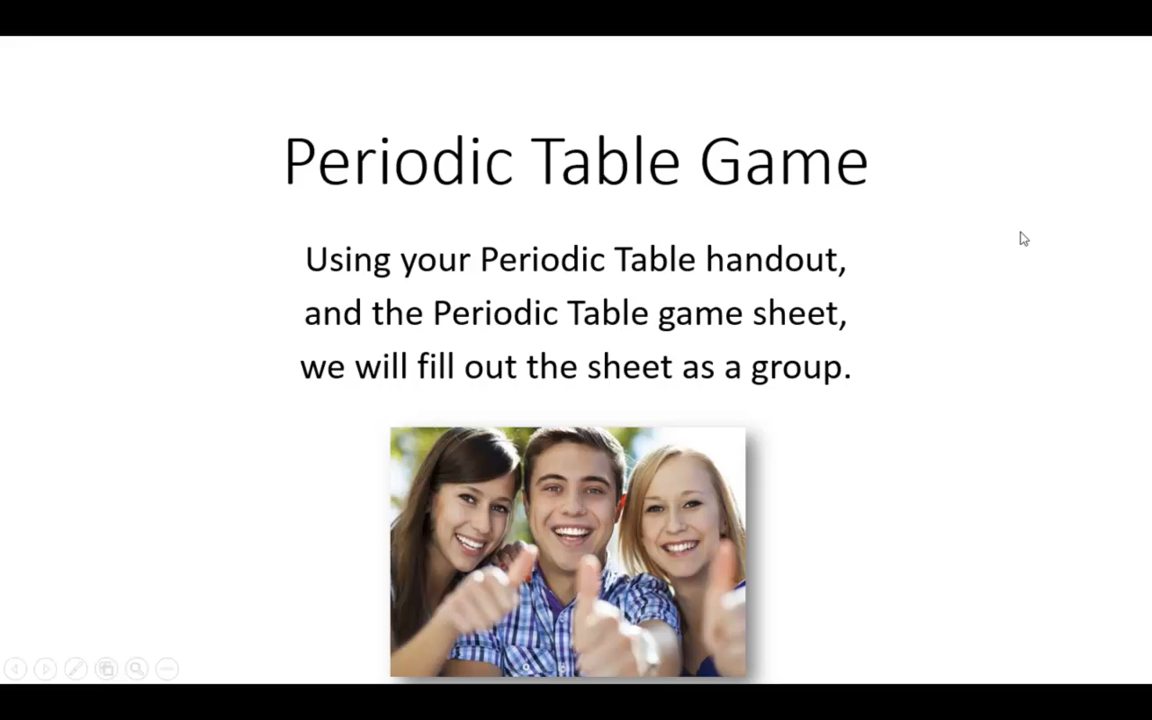 Periodic Table Game
Using your Periodic Table handout,
and the Periodic Table game sheet,
we will fill out the sheet as a group.